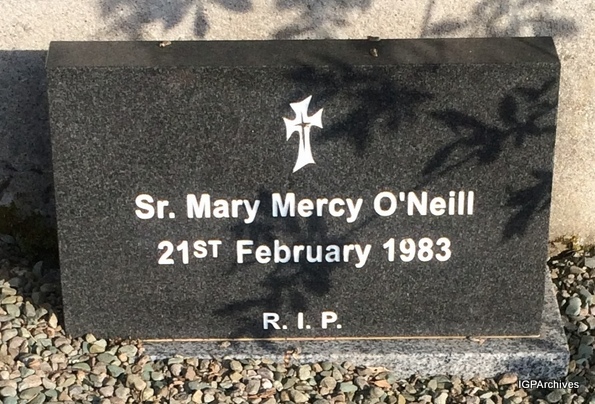 Sr. Mary Mercy O'Neill
21ST February 1983
R. I. P.
IGPArchives